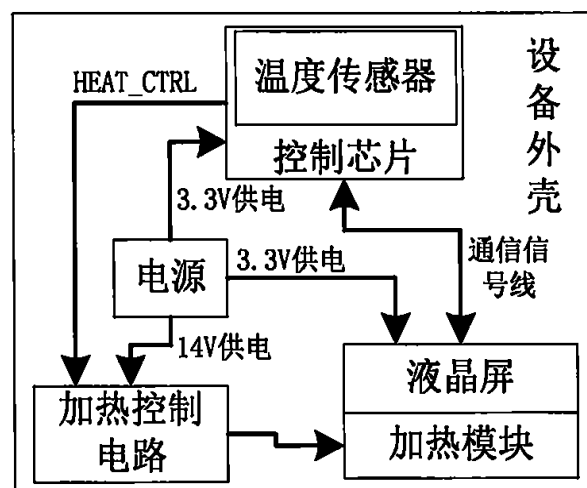 温度传感器
控制芯片
设备外壳
HEAT_CTRL
3.3V供电
电源
3.3V供电
通信信
号线
14V供电
加热控制
电路
液晶屏
加热模块